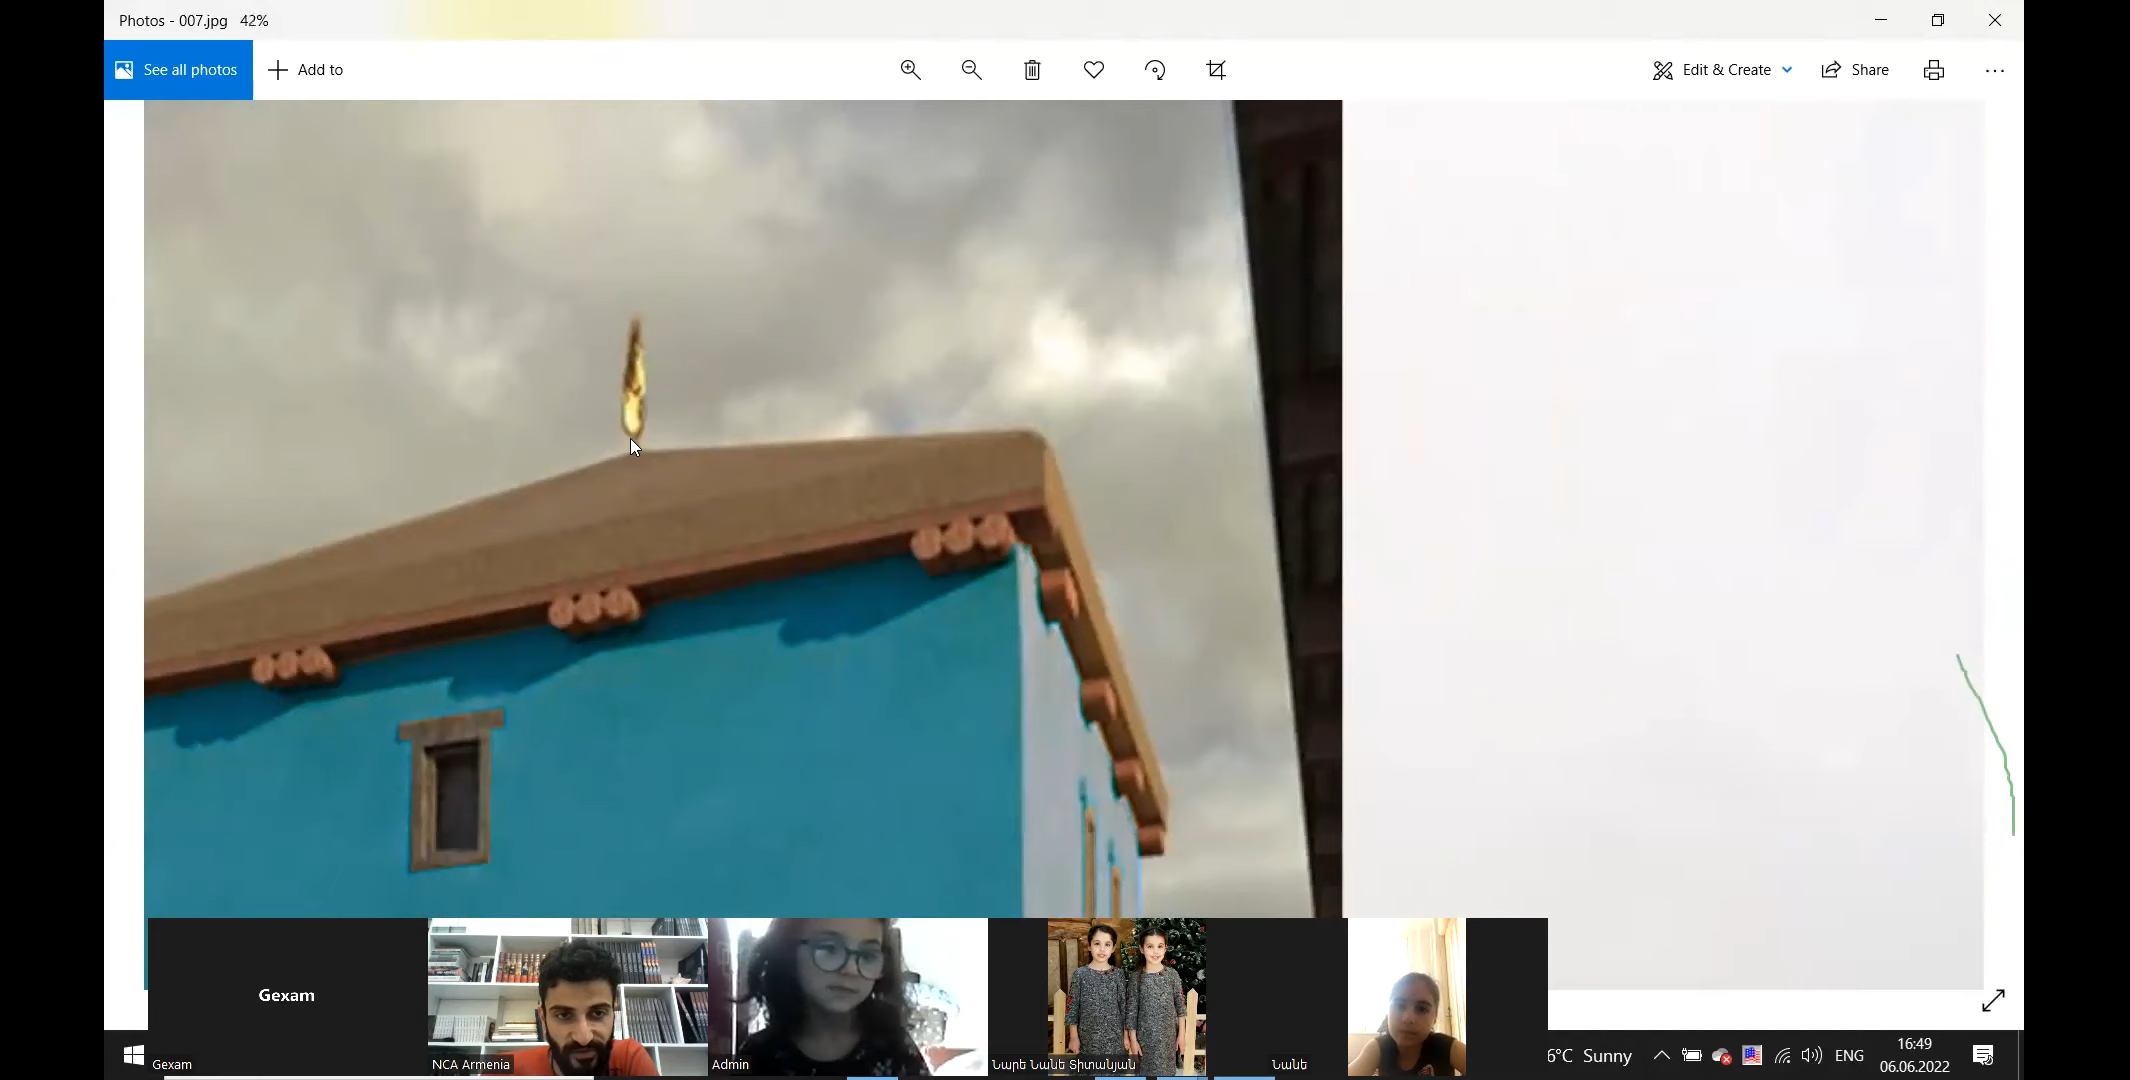 Photos - 007.jpg 42%
See all photos
Add to
Edit & Create
Share
Gexam
Gexam
NCA Armenia
Admin
Նարե Նանե Տիտանյան
Նանե
6°C Sunny
ENG
16:49
06.06.2022